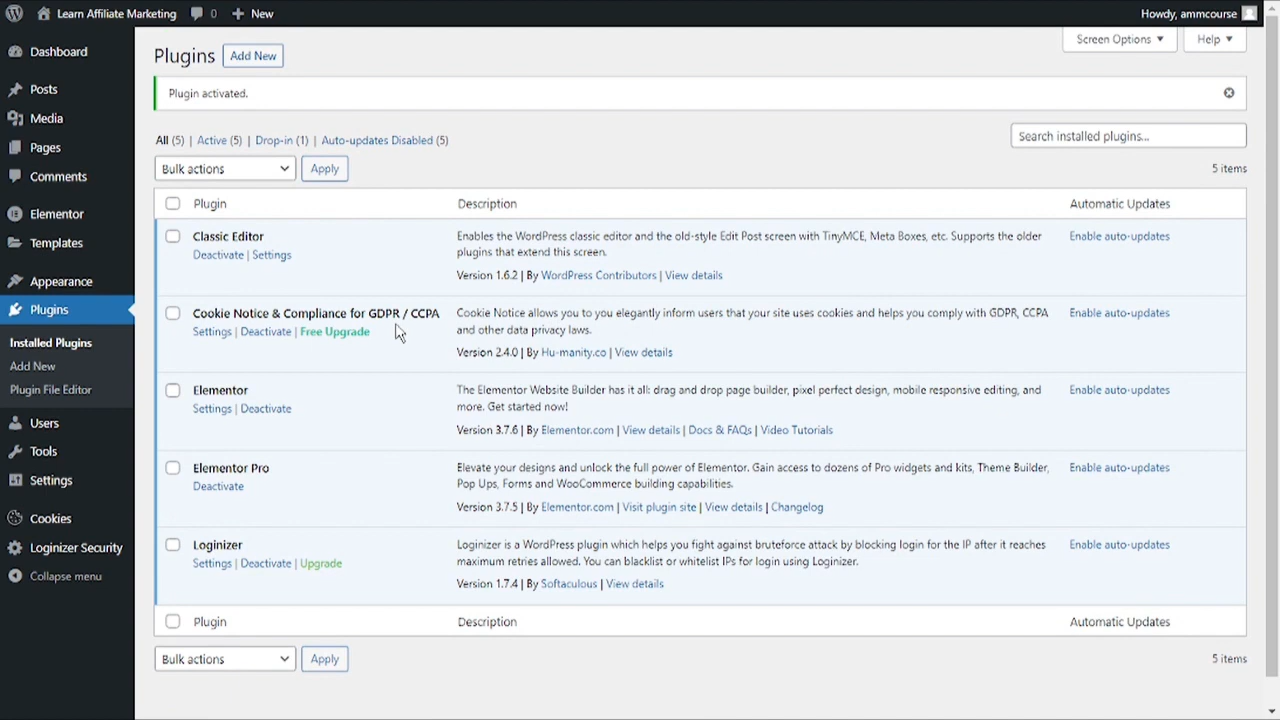 Learn Affiliate Marketing 0 New Howdy, ammcourse
Screen Options Help
Dashboard
Posts
Media
Pages
Comments
Elementor
Templates
Appearance
Plugins
Installed Plugins
Add New
Plugin File Editor
Users
Tools
Settings
Cookies
Loginizer Security
Collapse menu
Plugins Add New
Plugin activated.
All (5) | Active (5) | Drop-in (1) | Auto-updates Disabled (5)
Search installed plugins...
Bulk actions Apply 5 items
Plugin Description Automatic Updates
Classic Editor
Deactivate | Settings
Enables the WordPress classic editor and the old-style Edit Post screen with TinyMCE, Meta Boxes, etc. Supports the older
plugins that extend this screen.
Version 1.6.2 | By WordPress Contributors | View details
Enable auto-updates
Cookie Notice & Compliance for GDPR / CCPA
Settings | Deactivate | Free Upgrade
Cookie Notice allows you to you elegantly inform users that your site uses cookies and helps you comply with GDPR, CCPA
and other data privacy laws.
Version 2.4.0 | By Hu-manity.co | View details
Enable auto-updates
Elementor
Settings | Deactivate
The Elementor Website Builder has it all: drag and drop page builder, pixel perfect design, mobile responsive editing, and
more. Get started now!
Version 3.7.6 | By Elementor.com | View details | Docs & FAQs | Video Tutorials
Enable auto-updates
Elementor Pro
Deactivate
Elevate your designs and unlock the full power of Elementor. Gain access to dozens of Pro widgets and kits, Theme Builder,
Pop Ups, Forms and WooCommerce building capabilities.
Version 3.7.5 | By Elementor.com | Visit plugin site | View details | Changelog
Enable auto-updates
Loginizer
Settings | Deactivate | Upgrade
Loginizer is a WordPress plugin which helps you fight against bruteforce attack by blocking login for the IP after it reaches
maximum retries allowed. You can blacklist or whitelist IPs for login using Loginizer.
Version 1.7.4 | By Softaculous | View details
Enable auto-updates
Plugin Description Automatic Updates
Bulk actions Apply 5 items